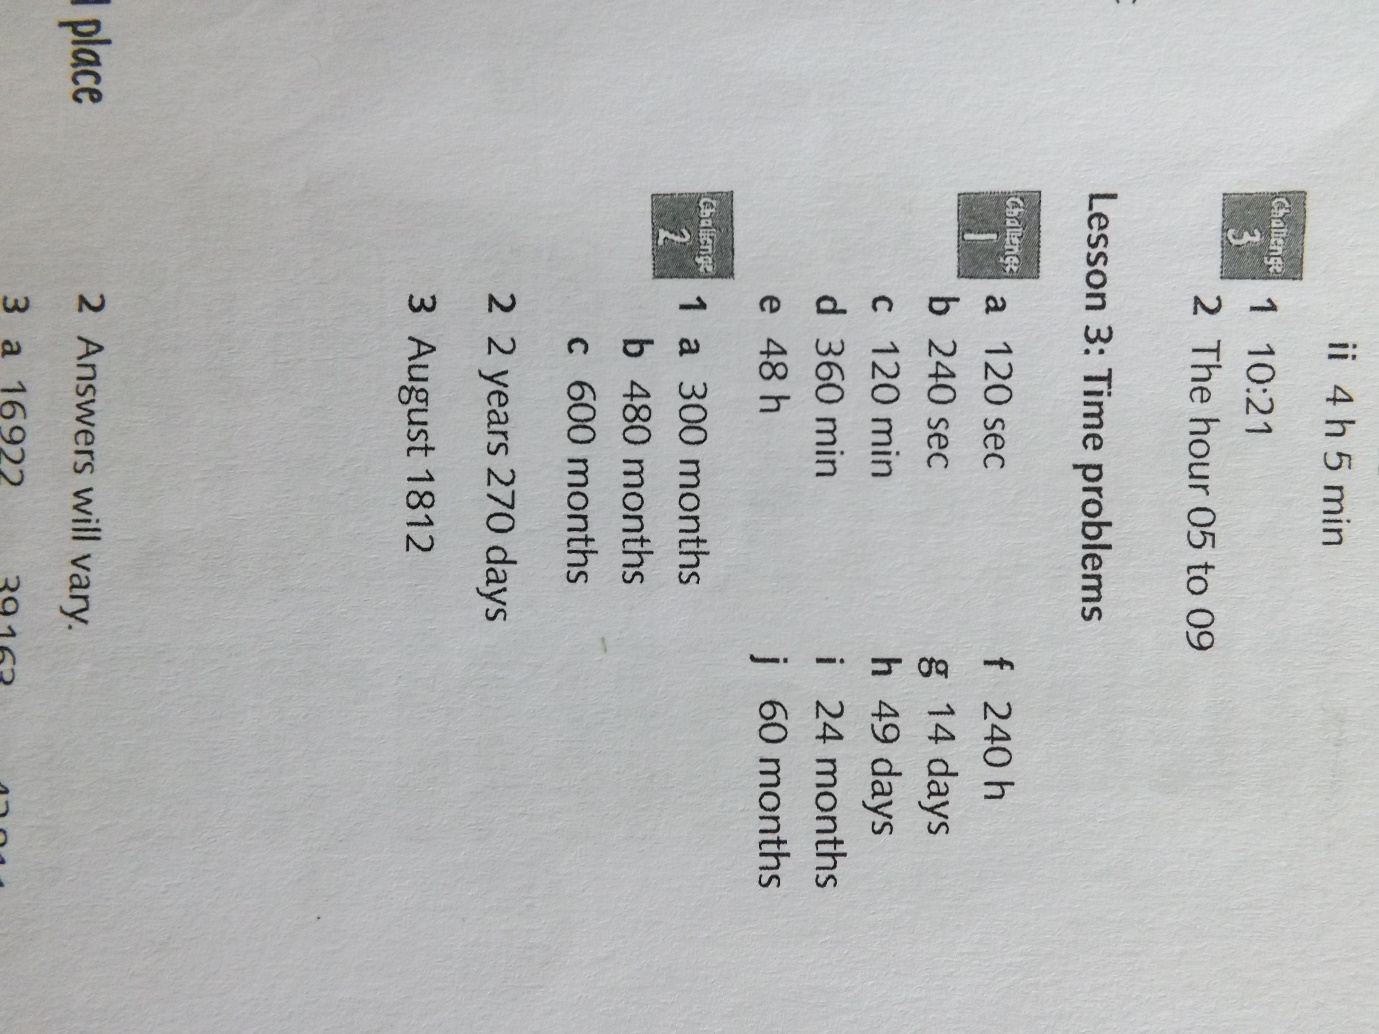 ii 4 h 5 min
Challenge 3
1 10:21
2 The hour 05 to 09
Lesson 3: Time problems
Challenge 1
a 120 sec f 240 h
b 240 sec g 14 days
c 120 min h 49 days
d 360 min i 24 months
e 48 h j 60 months
Challenge 2
1 a 300 months
b 480 months
c 600 months
2 2 years 270 days
3 August 1812
place
2 Answers will vary.
3 a 16922 39163